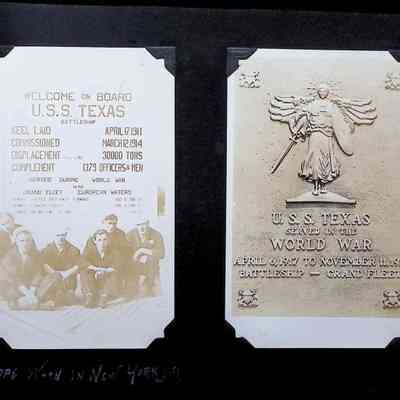 WELCOME ON BOARD
U.S.S. TEXAS
BATTLESHIP
KEEL LAID APRIL 17 1911
COMMISSIONED MARCH 12, 1914
DISPLACEMENT 30000 TONS
COMPLEMENT 1379 OFFICERS & MEN
SERVED DURING WORLD WAR
GRAND FLEET EUROPEAN WATERS
U.S.S. TEXAS
SERVED IN THE
WORLD WAR
APRIL 6, 1917 TO NOVEMBER 11, 19
BATTLESHIP — GRAND FLEET
IN NEW YORK